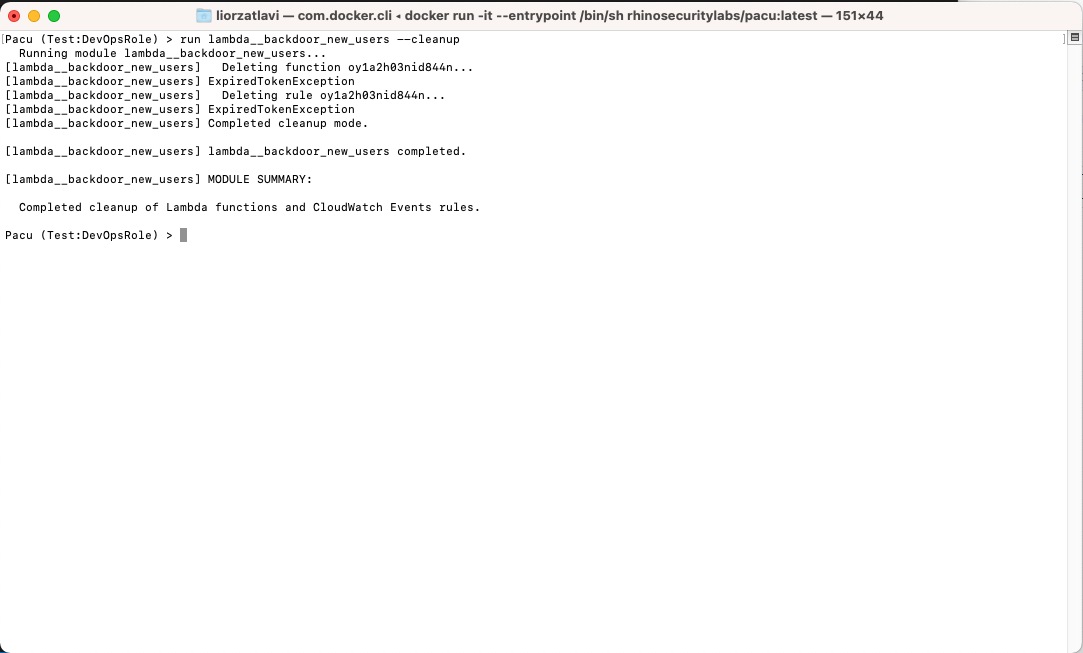 liorzatlavi — com.docker.cli ◂ docker run -it --entrypoint /bin/sh rhinosecuritylabs/pacu:latest — 151×44
[Pacu (Test:DevOpsRole) > run lambda__backdoor_new_users --cleanup ]
  Running module lambda__backdoor_new_users...
[lambda__backdoor_new_users]   Deleting function oy1a2h03nid844n...
[lambda__backdoor_new_users] ExpiredTokenException
[lambda__backdoor_new_users]   Deleting rule oy1a2h03nid844n...
[lambda__backdoor_new_users] ExpiredTokenException
[lambda__backdoor_new_users] Completed cleanup mode.
[lambda__backdoor_new_users] lambda__backdoor_new_users completed.
[lambda__backdoor_new_users] MODULE SUMMARY:
  Completed cleanup of Lambda functions and CloudWatch Events rules.
Pacu (Test:DevOpsRole) >